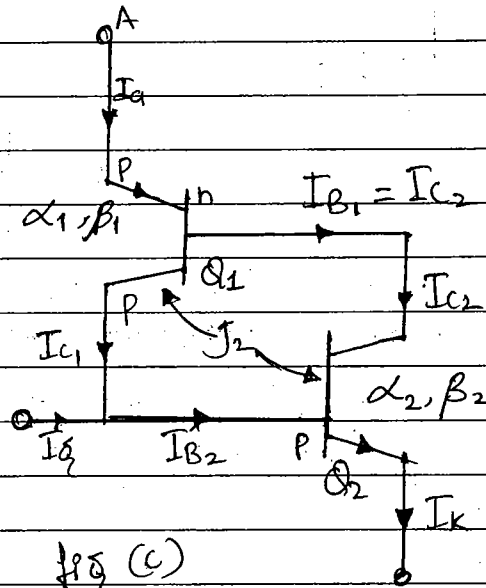 A
Ia
P
n
α1, β1
IB1 = IC2
Q1
P
IC2
J2
IC1
α2, β2
Ig
IB2
P
Q2
IK
fig (c)